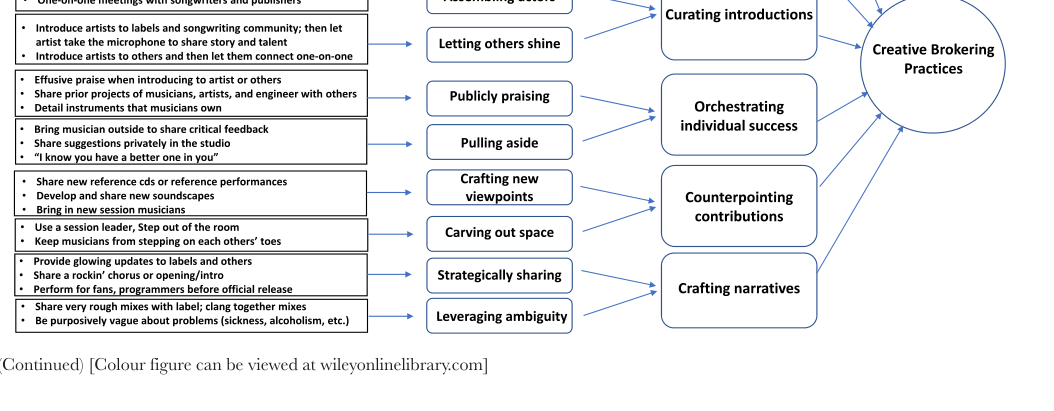 • One-on-one meetings with songwriters and publishers
Assembling actors
Curating introductions
• Introduce artists to labels and songwriting community; then let
artist take the microphone to share story and talent
• Introduce artists to others and then let them connect one-on-one
Letting others shine
Creative Brokering
Practices
• Effusive praise when introducing to artist or others
• Share prior projects of musicians, artists, and engineer with others
• Detail instruments that musicians own
Publicly praising
Orchestrating
individual success
• Bring musician outside to share critical feedback
• Share suggestions privately in the studio
• “I know you have a better one in you”
Pulling aside
• Share new reference cds or reference performances
• Develop and share new soundscapes
• Bring in new session musicians
Crafting new
viewpoints
Counterpointing
contributions
• Use a session leader, Step out of the room
• Keep musicians from stepping on each others’ toes
Carving out space
• Provide glowing updates to labels and others
• Share a rockin’ chorus or opening/intro
• Perform for fans, programmers before official release
Strategically sharing
Crafting narratives
• Share very rough mixes with label; clang together mixes
• Be purposively vague about problems (sickness, alcoholism, etc.)
Leveraging ambiguity
(Continued) [Colour figure can be viewed at wileyonlinelibrary.com]